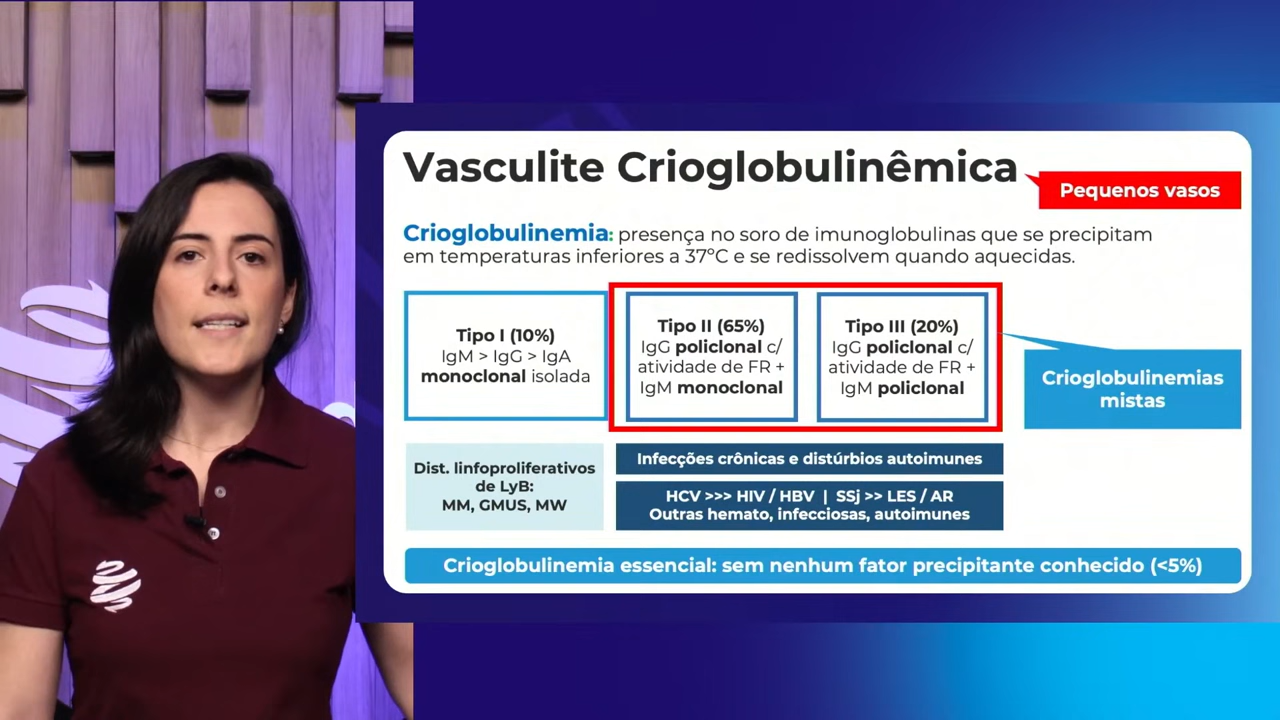 Vasculite Crioglobulinêmica
Pequenos vasos
Crioglobulinemia: presença no soro de imunoglobulinas que se precipitam
em temperaturas inferiores a 37ºC e se redissolvem quando aquecidas.
Tipo I (10%)
IgM > IgG > IgA
monoclonal isolada
Tipo II (65%)
IgG policlonal c/
atividade de FR +
IgM monoclonal
Tipo III (20%)
IgG policlonal c/
atividade de FR +
IgM policlonal
Crioglobulinemias
mistas
Dist. linfoproliferativos
de LyB:
MM, GMUS, MW
Infecções crônicas e distúrbios autoimunes
HCV >>> HIV / HBV | SSj >> LES / AR
Outras hemato, infecciosas, autoimunes
Crioglobulinemia essencial: sem nenhum fator precipitante conhecido (<5%)